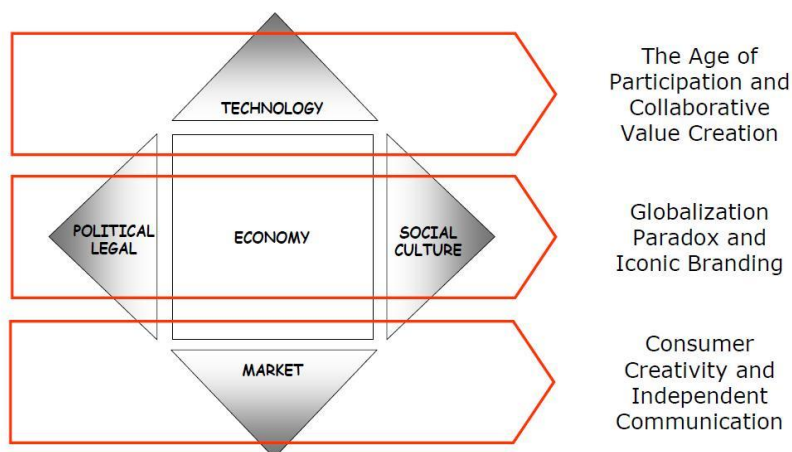 The Age of
Participation and
Collaborative
Value Creation
TECHNOLOGY
POLITICAL
LEGAL
ECONOMY
SOCIAL
CULTURE
Globalization
Paradox and
Iconic Branding
MARKET
Consumer
Creativity and
Independent
Communication